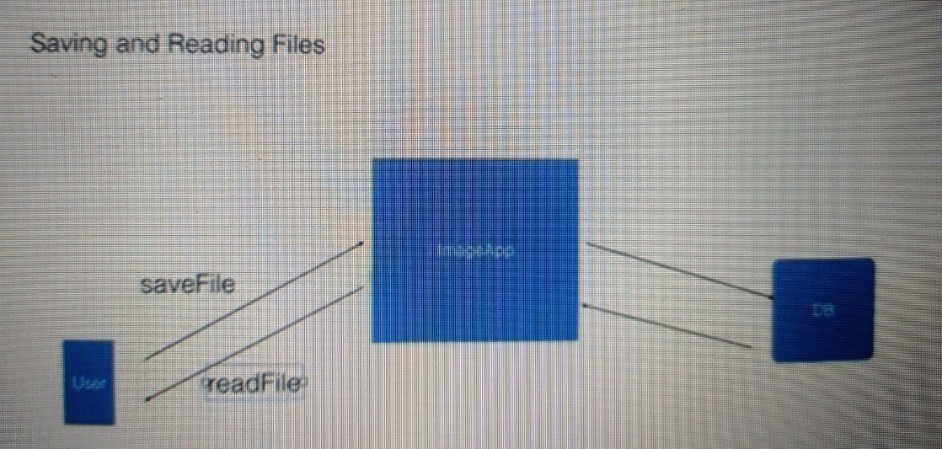 Saving and Reading Files
ImageApp
saveFile
DB
User
readFile